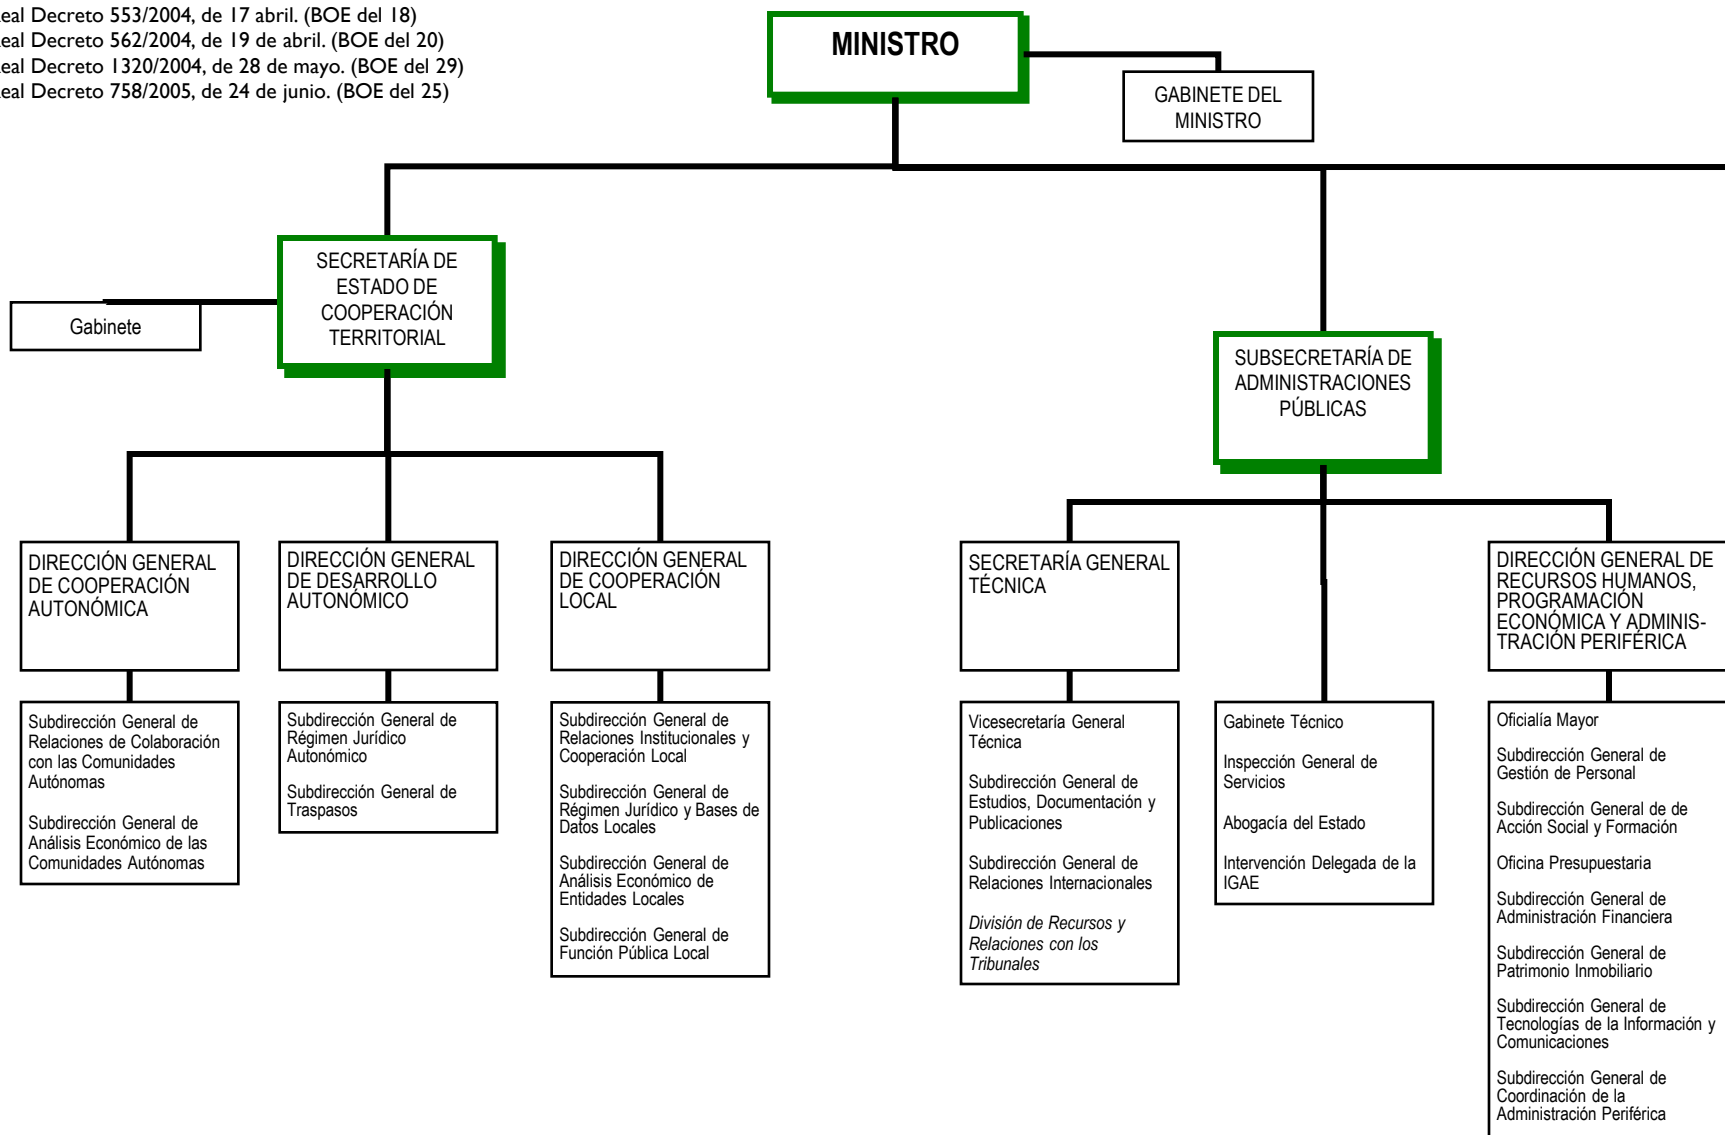 eal Decreto 553/2004, de 17 abril. (BOE del 18)
eal Decreto 562/2004, de 19 de abril. (BOE del 20)
eal Decreto 1320/2004, de 28 de mayo. (BOE del 29)
eal Decreto 758/2005, de 24 de junio. (BOE del 25)
MINISTRO
GABINETE DEL
MINISTRO
SECRETARÍA DE
ESTADO DE
COOPERACIÓN
TERRITORIAL
Gabinete
SUBSECRETARÍA DE
ADMINISTRACIONES
PÚBLICAS
DIRECCIÓN GENERAL
DE COOPERACIÓN
AUTONÓMICA
DIRECCIÓN GENERAL
DE DESARROLLO
AUTONÓMICO
DIRECCIÓN GENERAL
DE COOPERACIÓN
LOCAL
SECRETARÍA GENERAL
TÉCNICA
DIRECCIÓN GENERAL DE
RECURSOS HUMANOS,
PROGRAMACIÓN
ECONÓMICA Y ADMINIS-
TRACIÓN PERIFÉRICA
Subdirección General de
Relaciones de Colaboración
con las Comunidades
Autónomas
Subdirección General de
Análisis Económico de las
Comunidades Autónomas
Subdirección General de
Régimen Jurídico
Autonómico
Subdirección General de
Traspasos
Subdirección General de
Relaciones Institucionales y
Cooperación Local
Subdirección General de
Régimen Jurídico y Bases de
Datos Locales
Subdirección General de
Análisis Económico de
Entidades Locales
Subdirección General de
Función Pública Local
Vicesecretaría General
Técnica
Subdirección General de
Estudios, Documentación y
Publicaciones
Subdirección General de
Relaciones Internacionales
División de Recursos y
Relaciones con los
Tribunales
Gabinete Técnico
Inspección General de
Servicios
Abogacía del Estado
Intervención Delegada de la
IGAE
Oficialía Mayor
Subdirección General de
Gestión de Personal
Subdirección General de de
Acción Social y Formación
Oficina Presupuestaria
Subdirección General de
Administración Financiera
Subdirección General de
Patrimonio Inmobiliario
Subdirección General de
Tecnologías de la Información y
Comunicaciones
Subdirección General de
Coordinación de la
Administración Periférica